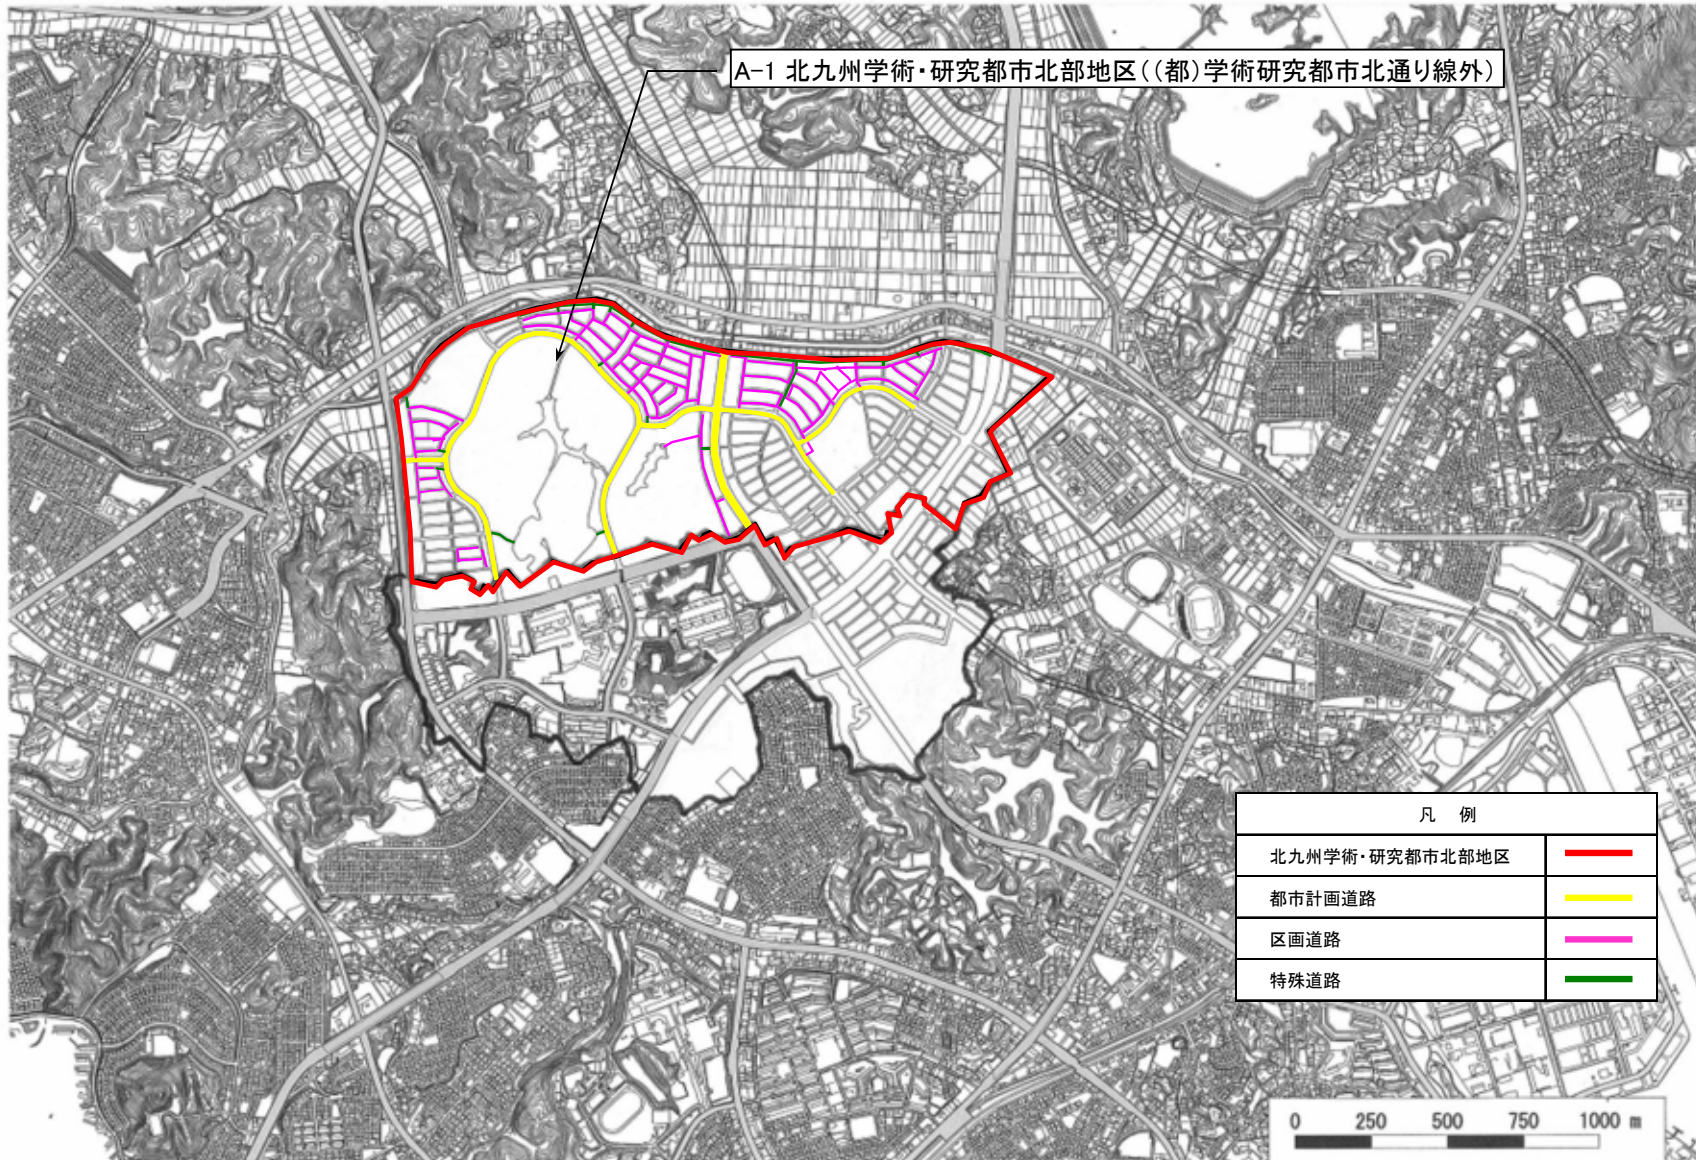 A-1 北九州学術・研究都市北部地区((都)学術研究都市北通り線外)
凡 例
北九州学術・研究都市北部地区
都市計画道路
区画道路
特殊道路
0 250 500 750 1000 m